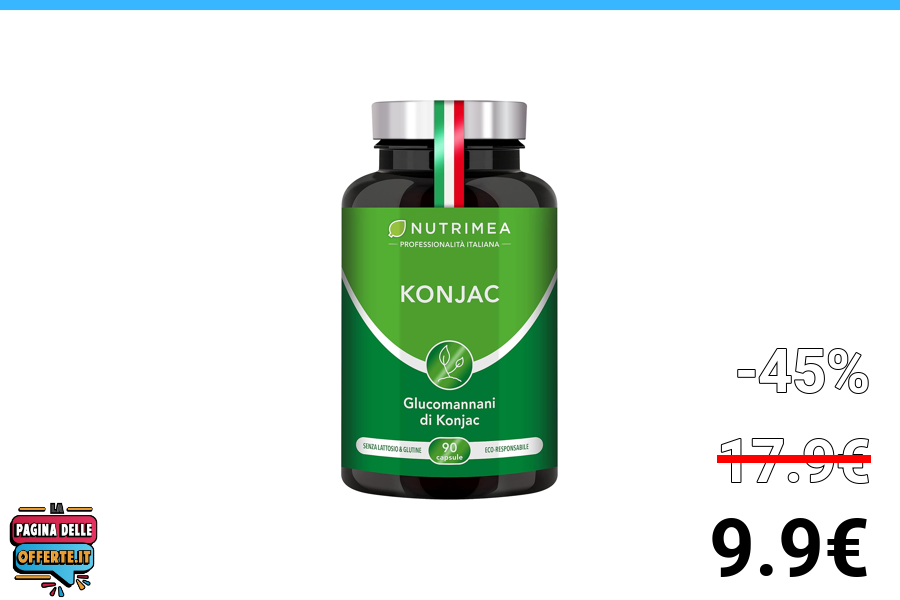 NUTRIMEA
PROFESSIONALITÀ ITALIANA
KONJAC
Glucomannani
di Konjac
SENZA LATTOSIO & GLUTINE
90
capsule
ECO-RESPONSABILE
-45%
17.9€
9.9€
LA
PAGINA DELLE
OFFERTE.IT